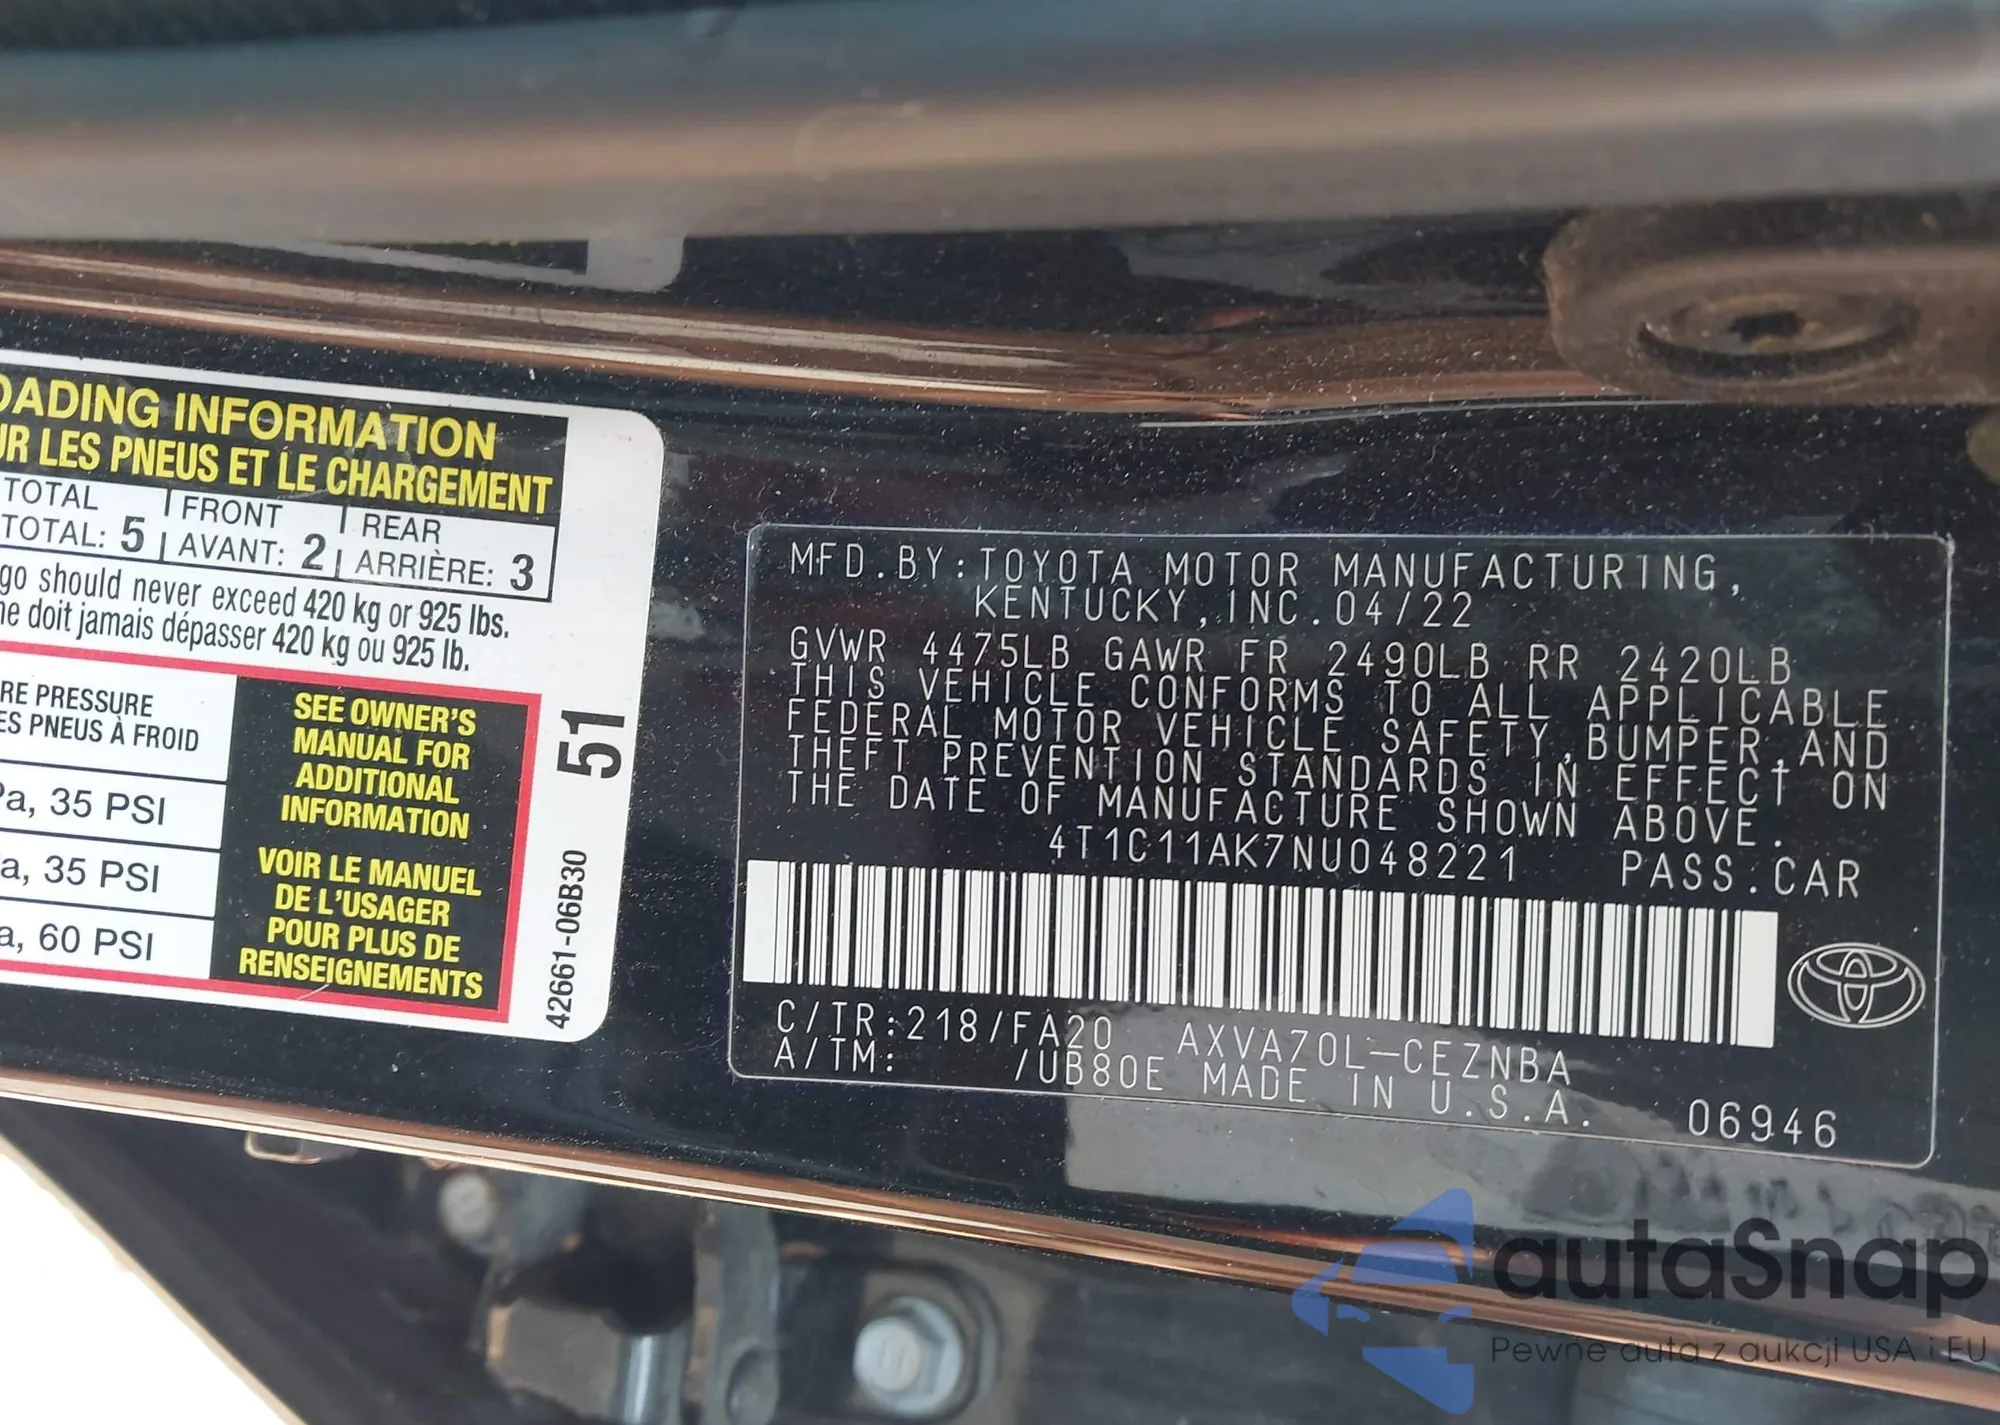 OADING INFORMATION
UR LES PNEUS ET LE CHARGEMENT
TOTAL FRONT REAR
TOTAL: 5 AVANT: 2 ARRIÈRE: 3
go should never exceed 420 kg or 925 lbs.
ne doit jamais dépasser 420 kg ou 925 lb.
RE PRESSURE
ES PNEUS À FROID
Pa, 35 PSI
a, 35 PSI
a, 60 PSI
SEE OWNER'S
MANUAL FOR
ADDITIONAL
INFORMATION
VOIR LE MANUEL
DE L'USAGER
POUR PLUS DE
RENSEIGNEMENTS
51
42661-06B30
MFD.BY:TOYOTA MOTOR MANUFACTURING,
KENTUCKY,INC.04/22
GVWR 4475LB GAWR FR 2490LB RR 2420LB
THIS VEHICLE CONFORMS TO ALL APPLICABLE
FEDERAL MOTOR VEHICLE SAFETY,BUMPER,AND
THEFT PREVENTION STANDARDS IN EFFECT ON
THE DATE OF MANUFACTURE SHOWN ABOVE.
4T1C11AK7NU048221 PASS.CAR
C/TR:218/FA20 AXVA70L-CEZNBA
A/TM: /UB80E MADE IN U.S.A.
06946
autaSnap
Pewne auta z aukcji USA i EU